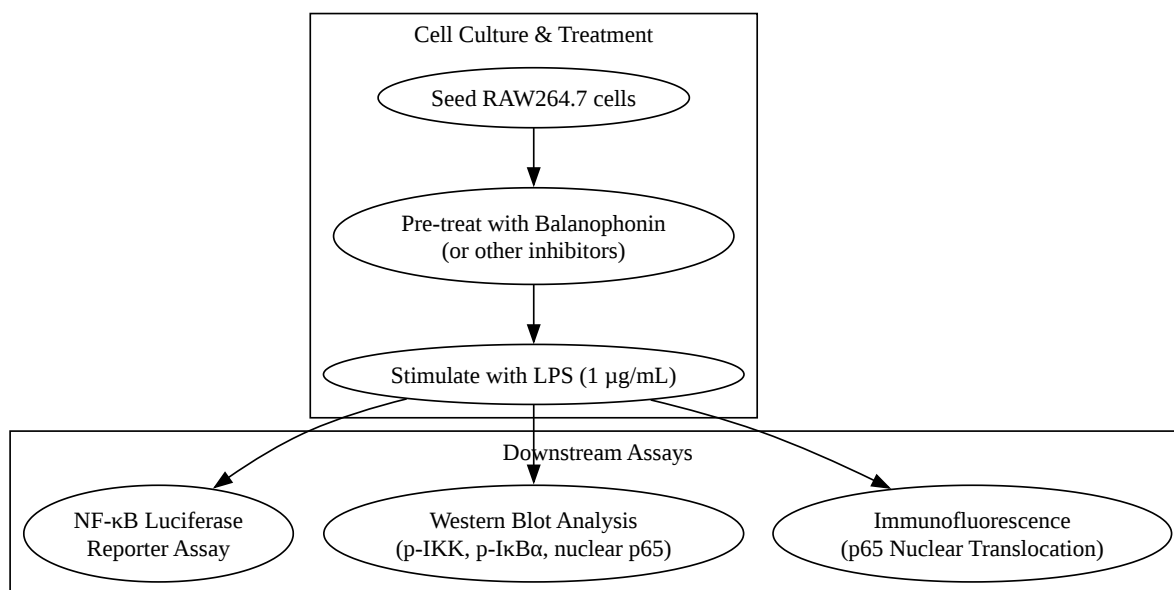 Cell Culture & Treatment
Seed RAW264.7 cells
Pre-treat with Balanophonin
(or other inhibitors)
Stimulate with LPS (1 µg/mL)
Downstream Assays
NF-κB Luciferase
Reporter Assay
Western Blot Analysis
(p-IKK, p-IκBα, nuclear p65)
Immunofluorescence
(p65 Nuclear Translocation)